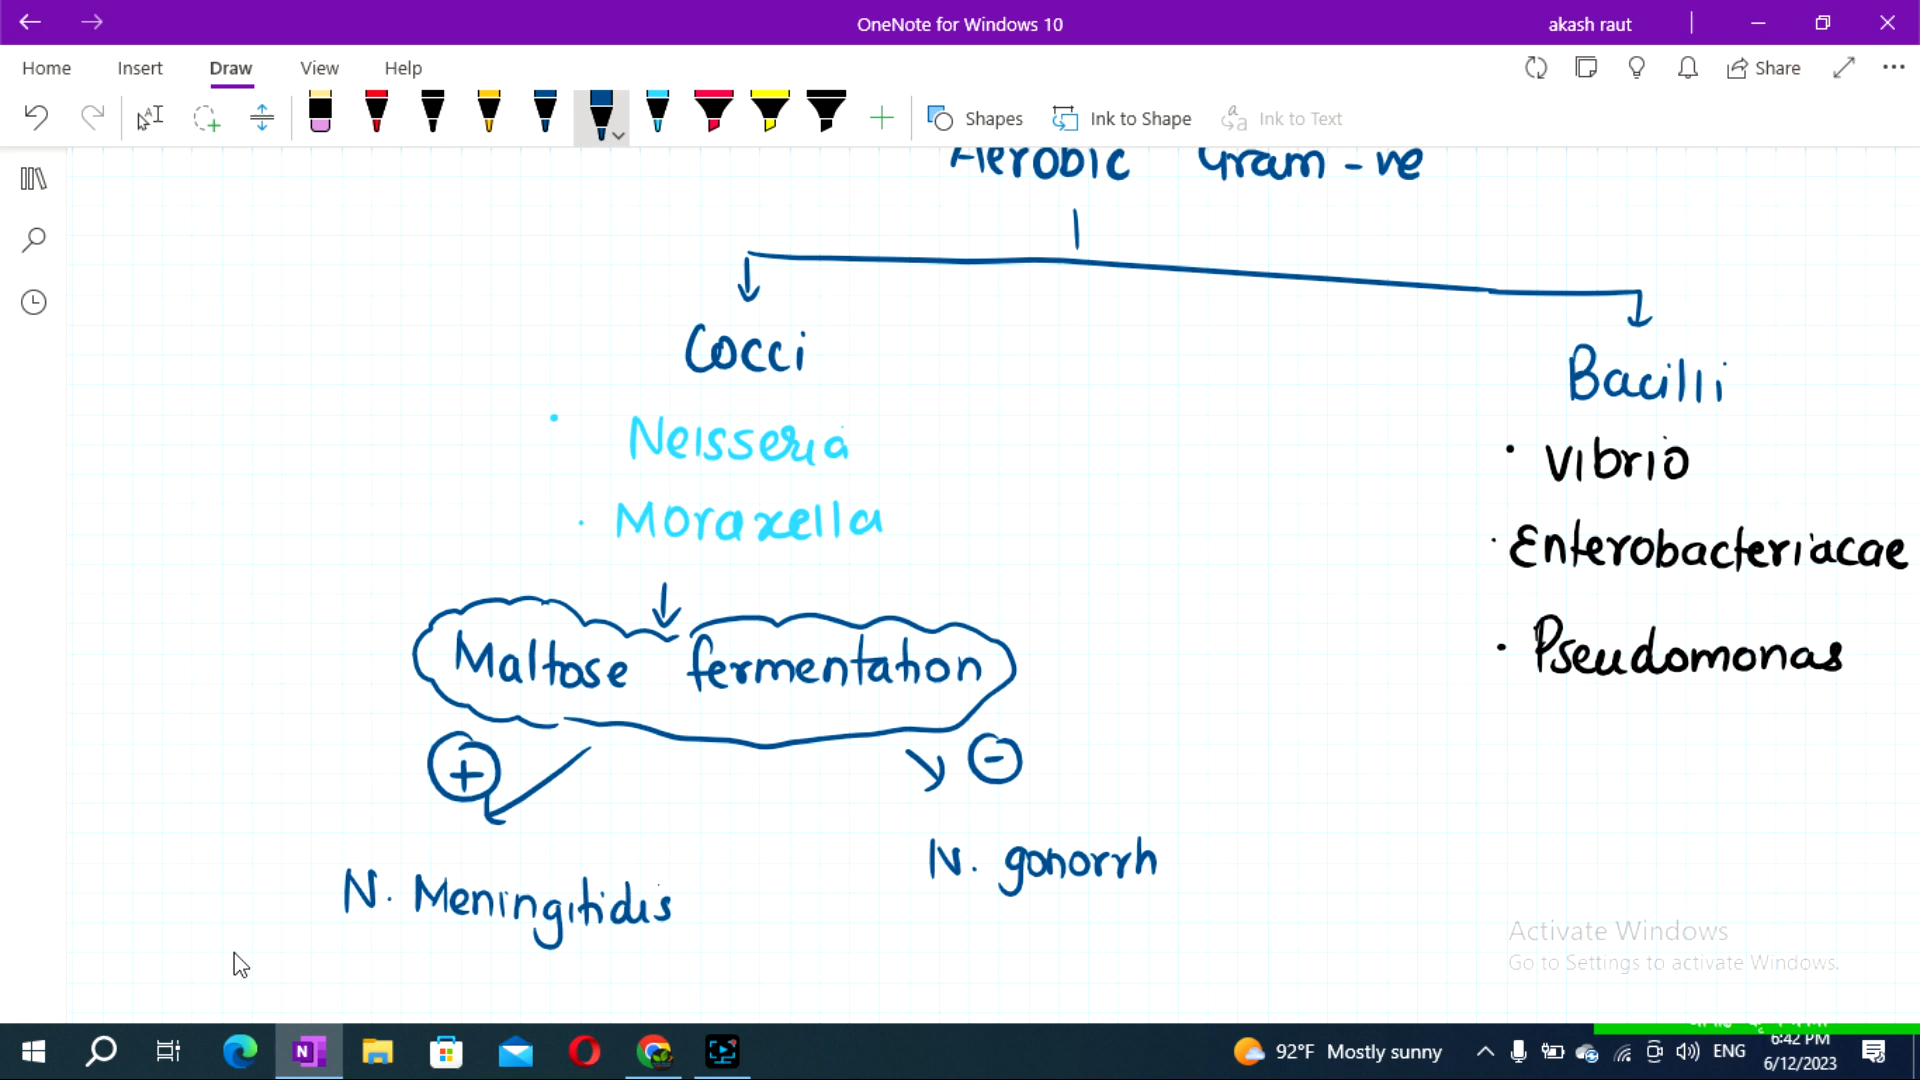 OneNote for Windows 10
akash raut
Home Insert Draw View Help
Share
Shapes
Ink to Shape
Ink to Text
Aerobic Gram -ve
Cocci
Bacilli
• Neisseria
• Vibrio
• Moraxella
• Enterobacteriacae
Maltose fermentation
• Pseudomonas
+
-
N. Meningitidis
N. gonorrh
Activate Windows
Go to Settings to activate Windows.
92°F Mostly sunny
ENG
6:42 PM
6/12/2023